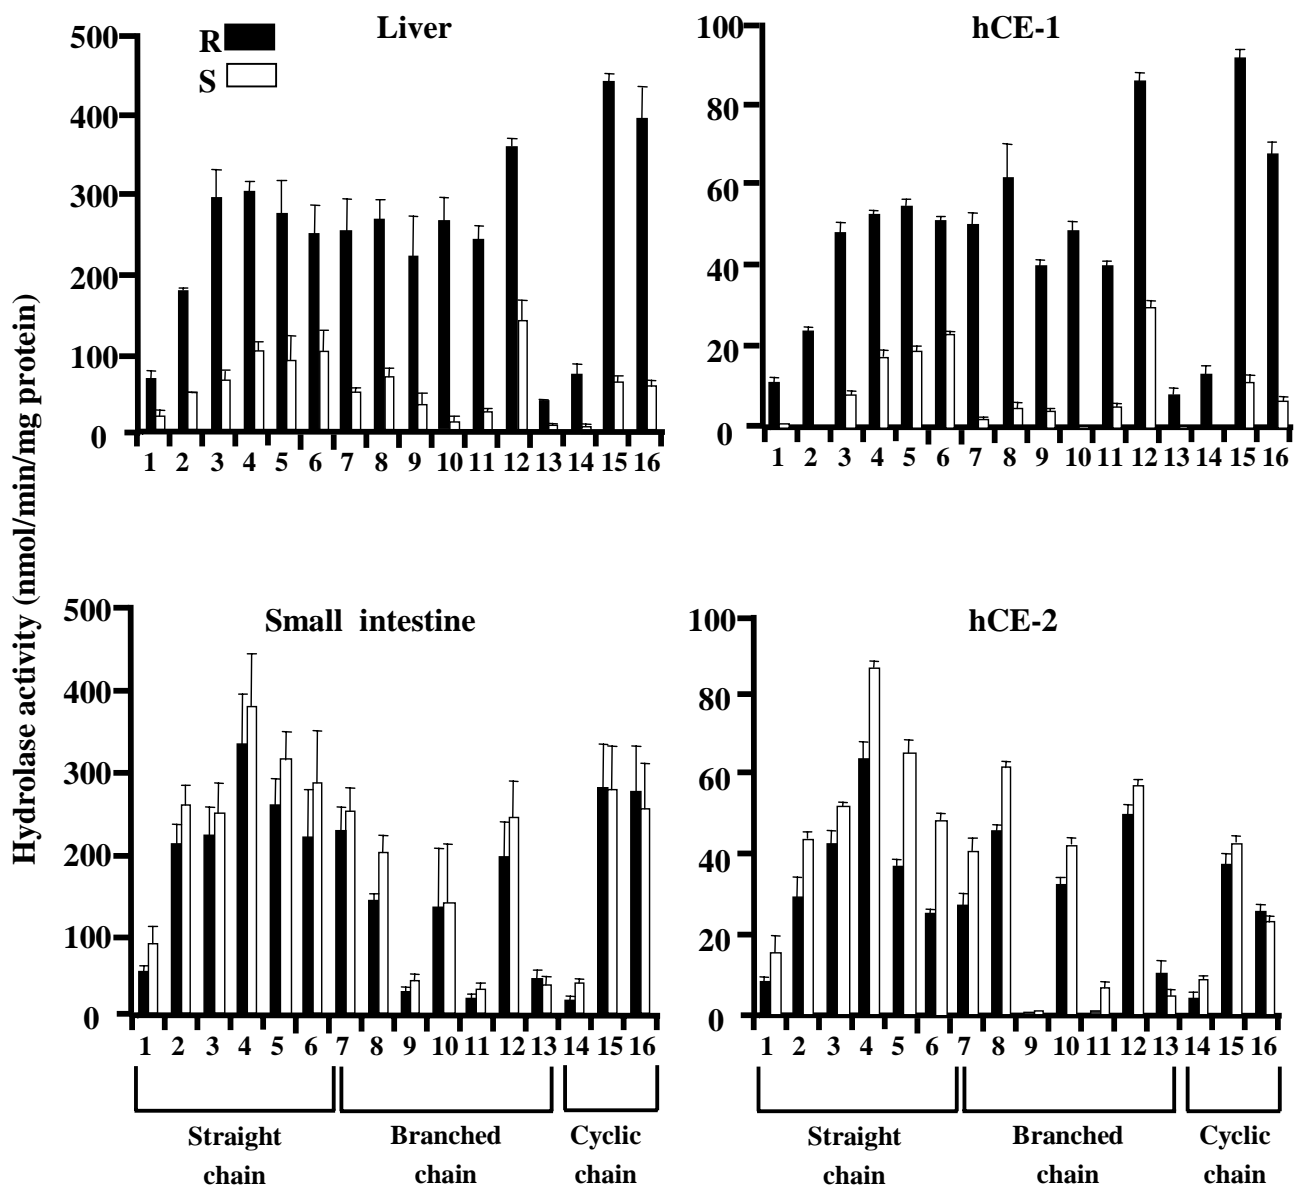 Liver
R
S
500
400
300
200
100
0
1 2 3 4 5 6 7 8 9 10 11 12 13 14 15 16
hCE-1
100
80
60
40
20
0
1 2 3 4 5 6 7 8 9 10 11 12 13 14 15 16
Hydrolase activity (nmol/min/mg protein)
Small intestine
500
400
300
200
100
0
1 2 3 4 5 6 7 8 9 10 11 12 13 14 15 16
Straight
chain
Branched
chain
Cyclic
chain
hCE-2
100
80
60
40
20
0
1 2 3 4 5 6 7 8 9 10 11 12 13 14 15 16
Straight
chain
Branched
chain
Cyclic
chain